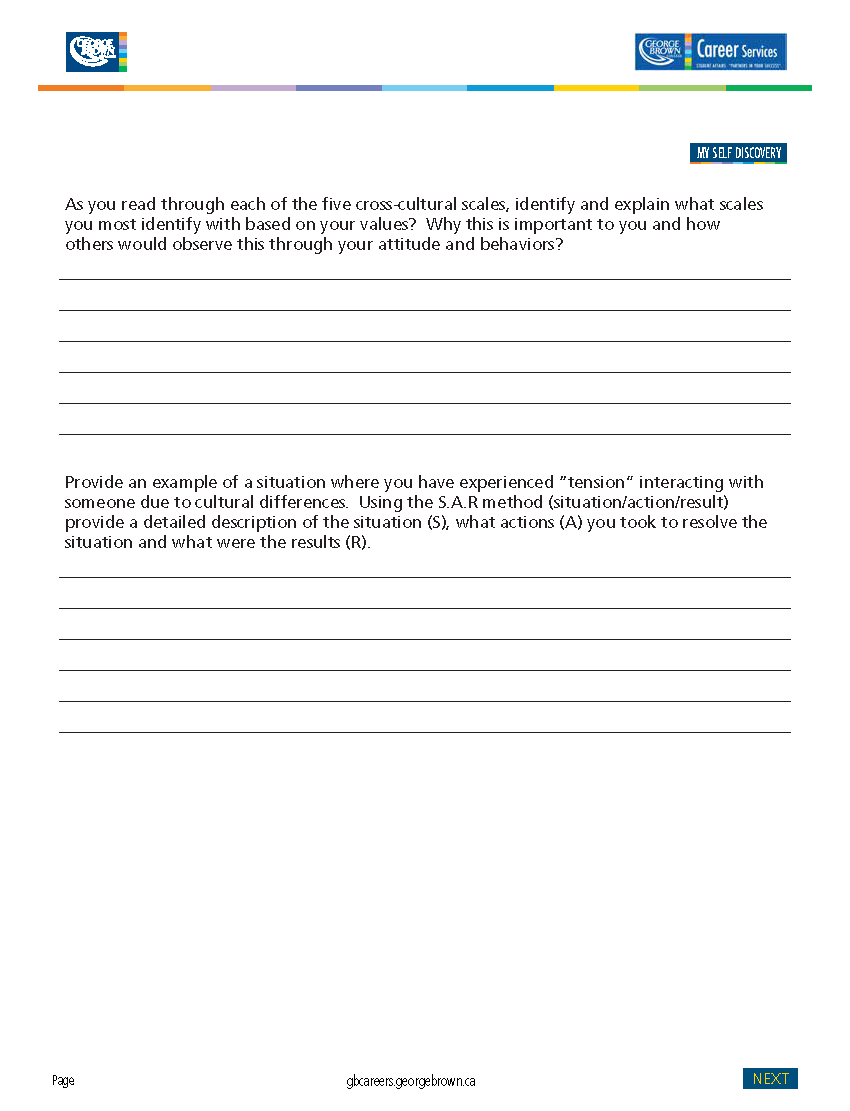 GEORGE
BROWN
GEORGE
BROWN
COLLEGE
Career Services
STUDENT AFFAIRS: "PARTNERS IN YOUR SUCCESS"
MY SELF DISCOVERY
As you read through each of the five cross-cultural scales, identify and explain what scales
you most identify with based on your values?  Why this is important to you and how
others would observe this through your attitude and behaviors?
Provide an example of a situation where you have experienced “tension” interacting with
someone due to cultural differences.  Using the S.A.R method (situation/action/result)
provide a detailed description of the situation (S), what actions (A) you took to resolve the
situation and what were the results (R).
Page
gbcareers.georgebrown.ca
NEXT